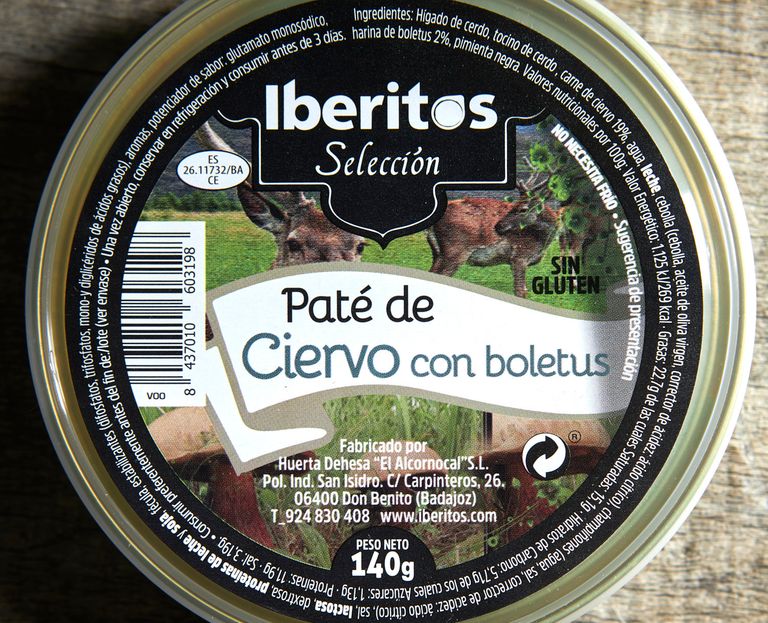 Iberitos
Selección
ES
26.11732/BA
CE
SIN
GLUTEN
Paté de
Ciervo con boletus
8 437010 603198
VOO
Fabricado por
Huerta Dehesa "El Alcornocal"S.L.
Pol. Ind. San Isidro. C/ Carpinteros, 26.
06400 Don Benito (Badajoz)
T_924 830 408 www.iberitos.com
®
PESO NETO
140g
Ingredientes: Hígado de cerdo, tocino de cerdo, carne de ciervo 19%, agua, leche, cebolla (cebolla, aceite de oliva virgen, corrector de acidez: ácido cítrico), champiñones (agua, sal, corrector de acidez: ácido cítrico), sal, lactosa, dextrosa, proteínas de leche y soja, fécula, estabilizantes (difosfatos, trifosfatos, mono-y diglicéridos de ácidos grasos), aromas, potenciador de sabor: glutamato monosódico,
harina de boletus 2%, pimienta negra. Valores nutricionales por 100g: Valor Energético: 1.125 kJ/269 kcal · Grasas: 22,7g de las cuales Saturadas: 15,1g · Hidratos de Carbono: 5,71g de los cuales Azúcares: 1,13g · Proteínas: 11,9g · Sal: 3,19g. • Consumir preferentemente antes del fin de:/lote (ver envase) • Una vez abierto, conservar en refrigeración y consumir antes de 3 días.
NO NECESITA FRÍO • Sugerencia de presentación